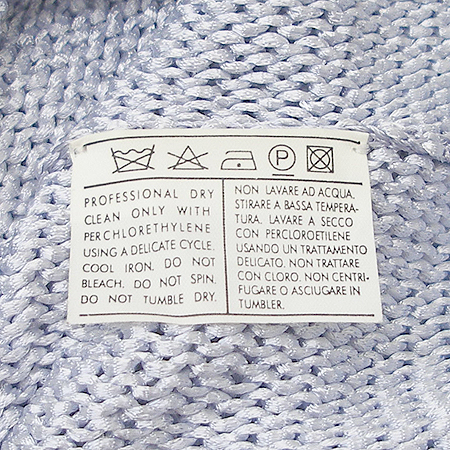 P
PROFESSIONAL DRY
CLEAN ONLY WITH
PERCHLORETHYLENE
USING A DELICATE CYCLE.
COOL IRON. DO NOT
BLEACH. DO NOT SPIN.
DO NOT TUMBLE DRY.
NON LAVARE AD ACQUA.
STIRARE A BASSA TEMPERA-
TURA. LAVARE A SECCO
CON PERCLOROETILENE
USANDO UN TRATTAMENTO
DELICATO. NON TRATTARE
CON CLORO. NON CENTRI-
FUGARE O ASCIUGARE IN
TUMBLER.